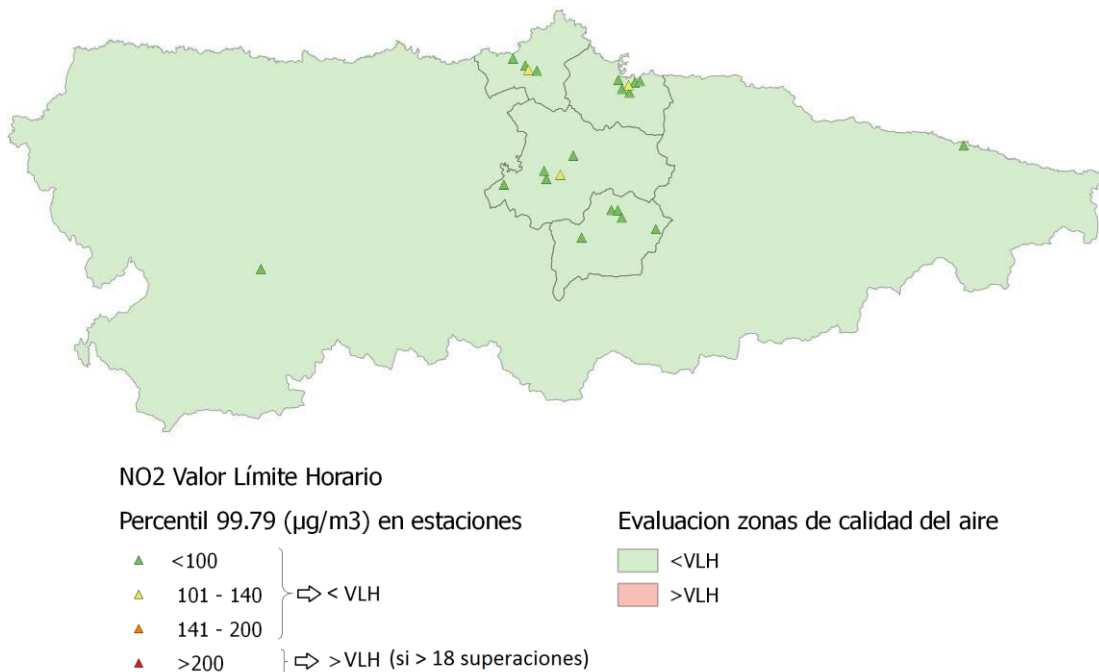 NO2 Valor Límite Horario
Percentil 99.79 (µg/m3) en estaciones
<100
101 - 140
141 - 200
⇨ < VLH
>200
⇨ >VLH (si > 18 superaciones)
Evaluacion zonas de calidad del aire
<VLH
>VLH